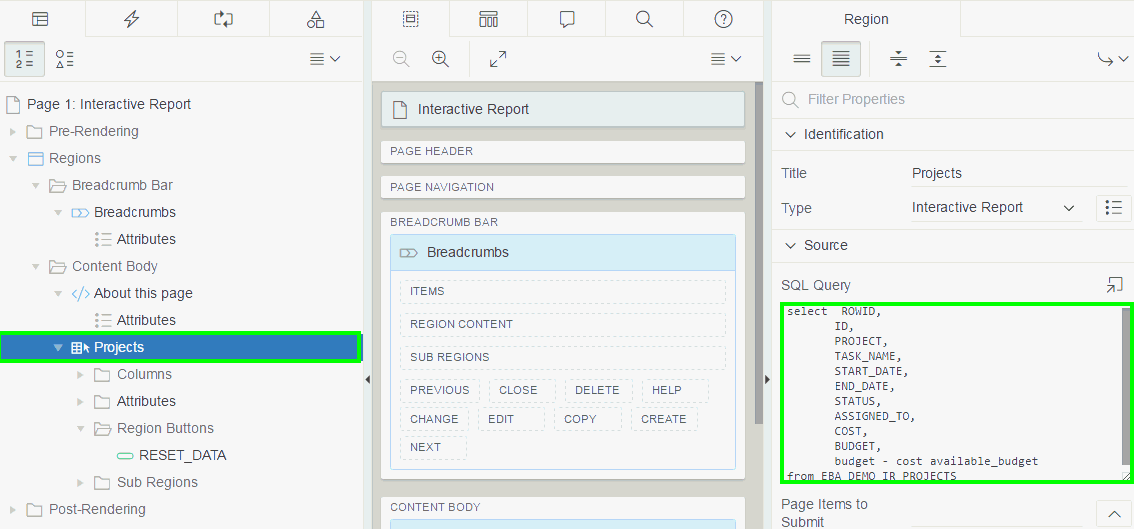 Page 1: Interactive Report
Pre-Rendering
Regions
Breadcrumb Bar
Breadcrumbs
Attributes
Content Body
About this page
Attributes
Projects
Columns
Attributes
Region Buttons
RESET_DATA
Sub Regions
Post-Rendering
Interactive Report
PAGE HEADER
PAGE NAVIGATION
BREADCRUMB BAR
Breadcrumbs
ITEMS
REGION CONTENT
SUB REGIONS
PREVIOUS CLOSE DELETE HELP
CHANGE EDIT COPY CREATE
NEXT
CONTENT BODY
Region
Filter Properties
Identification
Title Projects
Type Interactive Report
Source
SQL Query
select ROWID,
ID,
PROJECT,
TASK_NAME,
START_DATE,
END_DATE,
STATUS,
ASSIGNED_TO,
COST,
BUDGET,
budget - cost available_budget
from EBA_DEMO_IR_PROJECTS
Page Items to
Submit